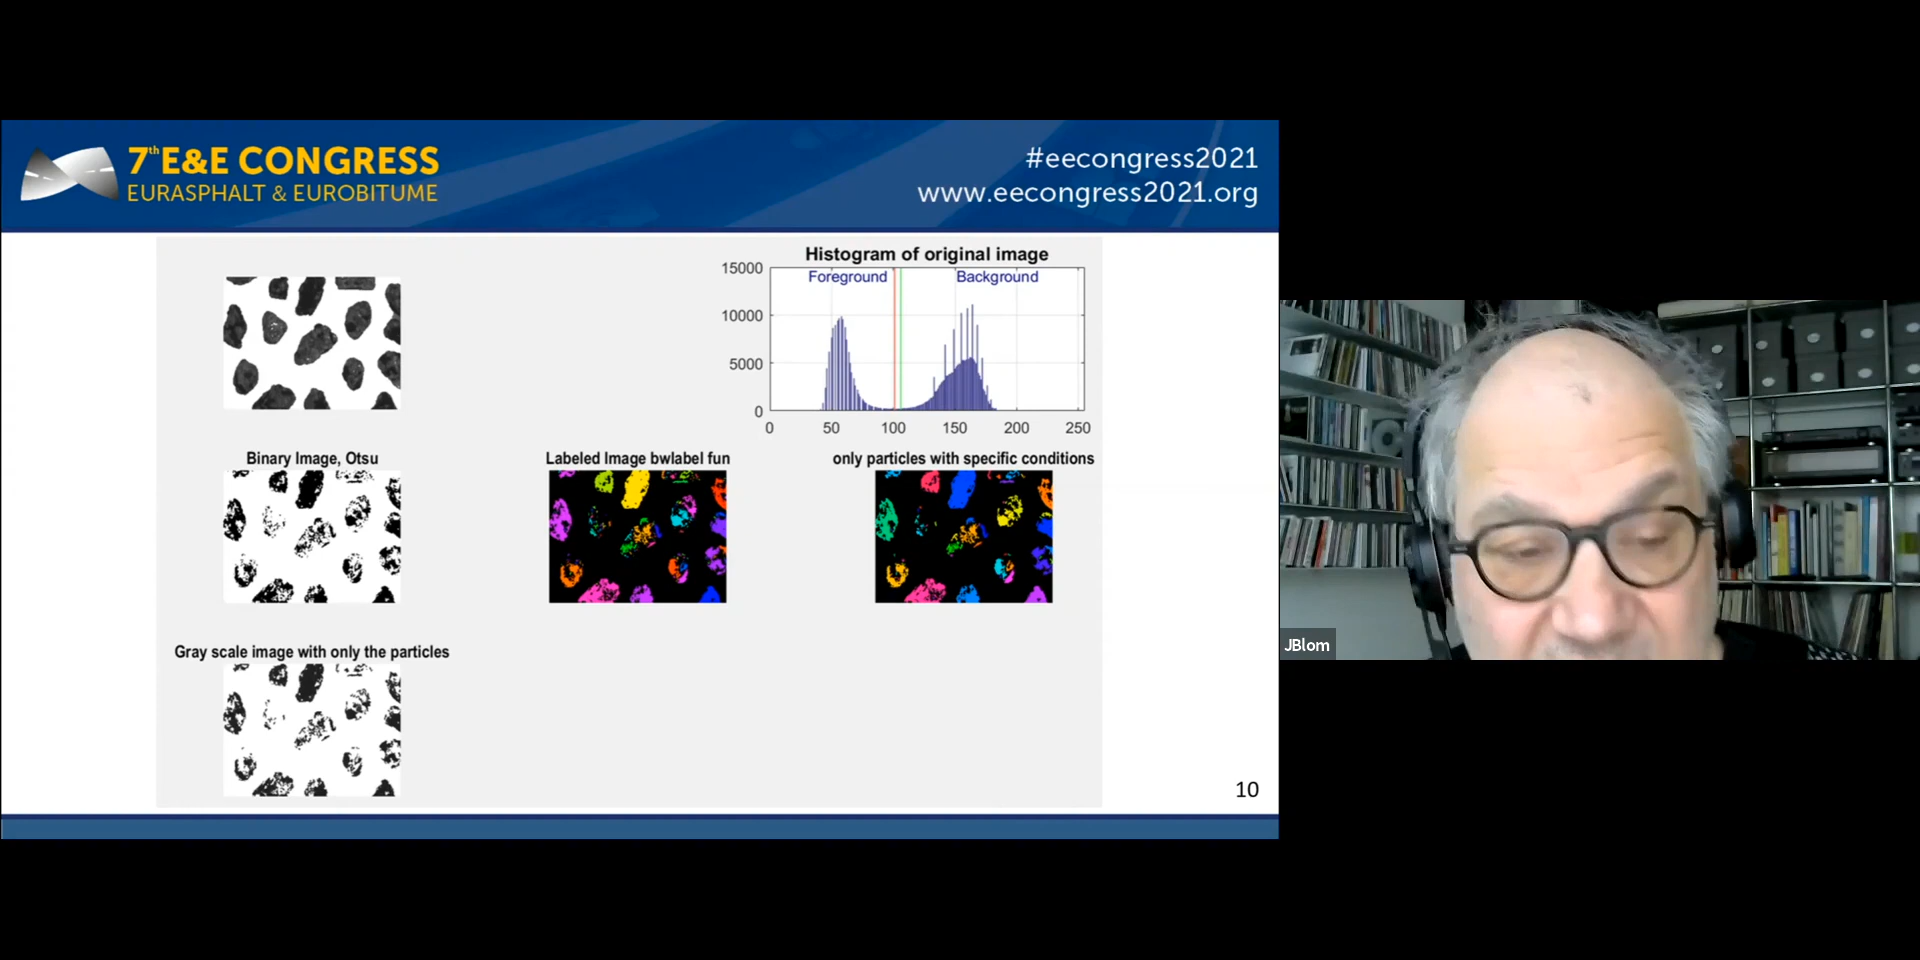 7th E&E CONGRESS
EURASPHALT & EUROBITUME
#eecongress2021
www.eecongress2021.org
Histogram of original image
Foreground
Background
15000
10000
5000
0
0 50 100 150 200 250
Binary Image, Otsu
Labeled Image bwlabel fun
only particles with specific conditions
Gray scale image with only the particles
10
JBlom